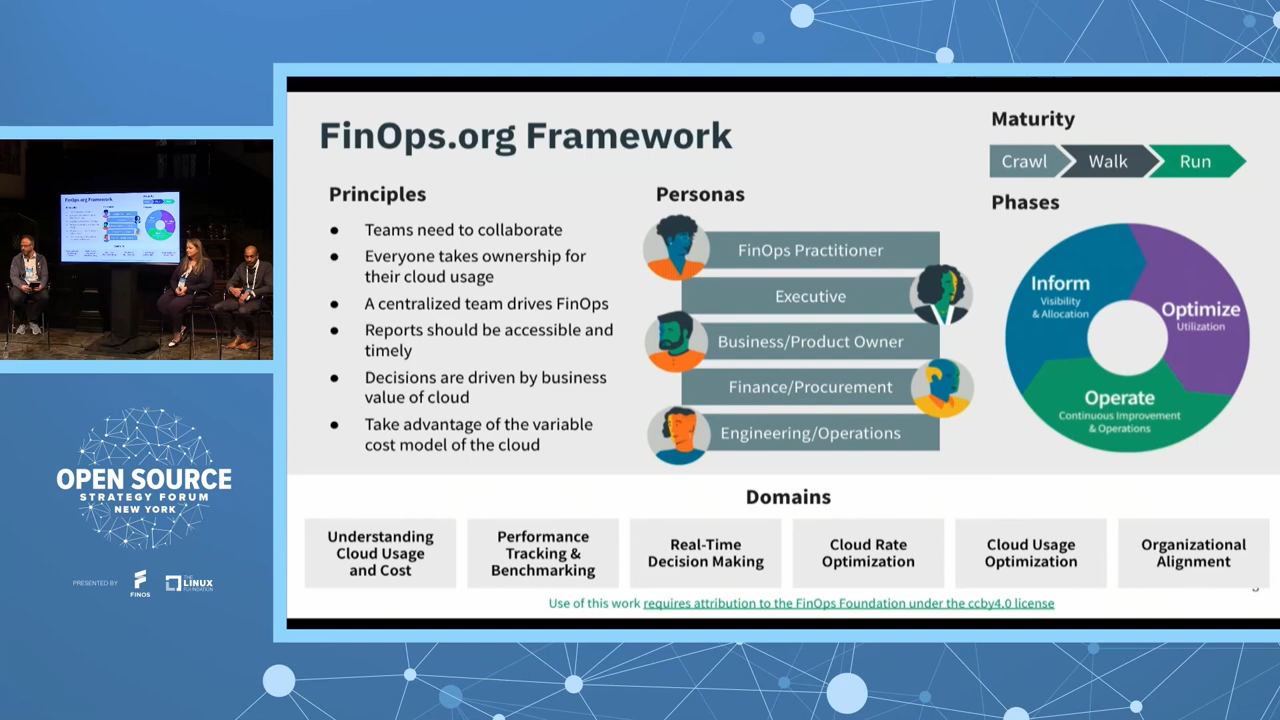 FinOps.org Framework
Principles
● Teams need to collaborate
● Everyone takes ownership for
their cloud usage
● A centralized team drives FinOps
● Reports should be accessible and
timely
● Decisions are driven by business
value of cloud
● Take advantage of the variable
cost model of the cloud
Personas
FinOps Practitioner
Executive
Business/Product Owner
Finance/Procurement
Engineering/Operations
Maturity
Crawl
Walk
Run
Phases
Inform
Visibility
& Allocation
Optimize
Utilization
Operate
Continuous Improvement
& Operations
Domains
Understanding
Cloud Usage
and Cost
Performance
Tracking &
Benchmarking
Real-Time
Decision Making
Cloud Rate
Optimization
Cloud Usage
Optimization
Organizational
Alignment
Use of this work requires attribution to the FinOps Foundation under the ccby4.0 license
FinOps.org Framework
OPEN SOURCE
STRATEGY FORUM
NEW YORK
PRESENTED BY
FINOS
THE
LINUX
FOUNDATION